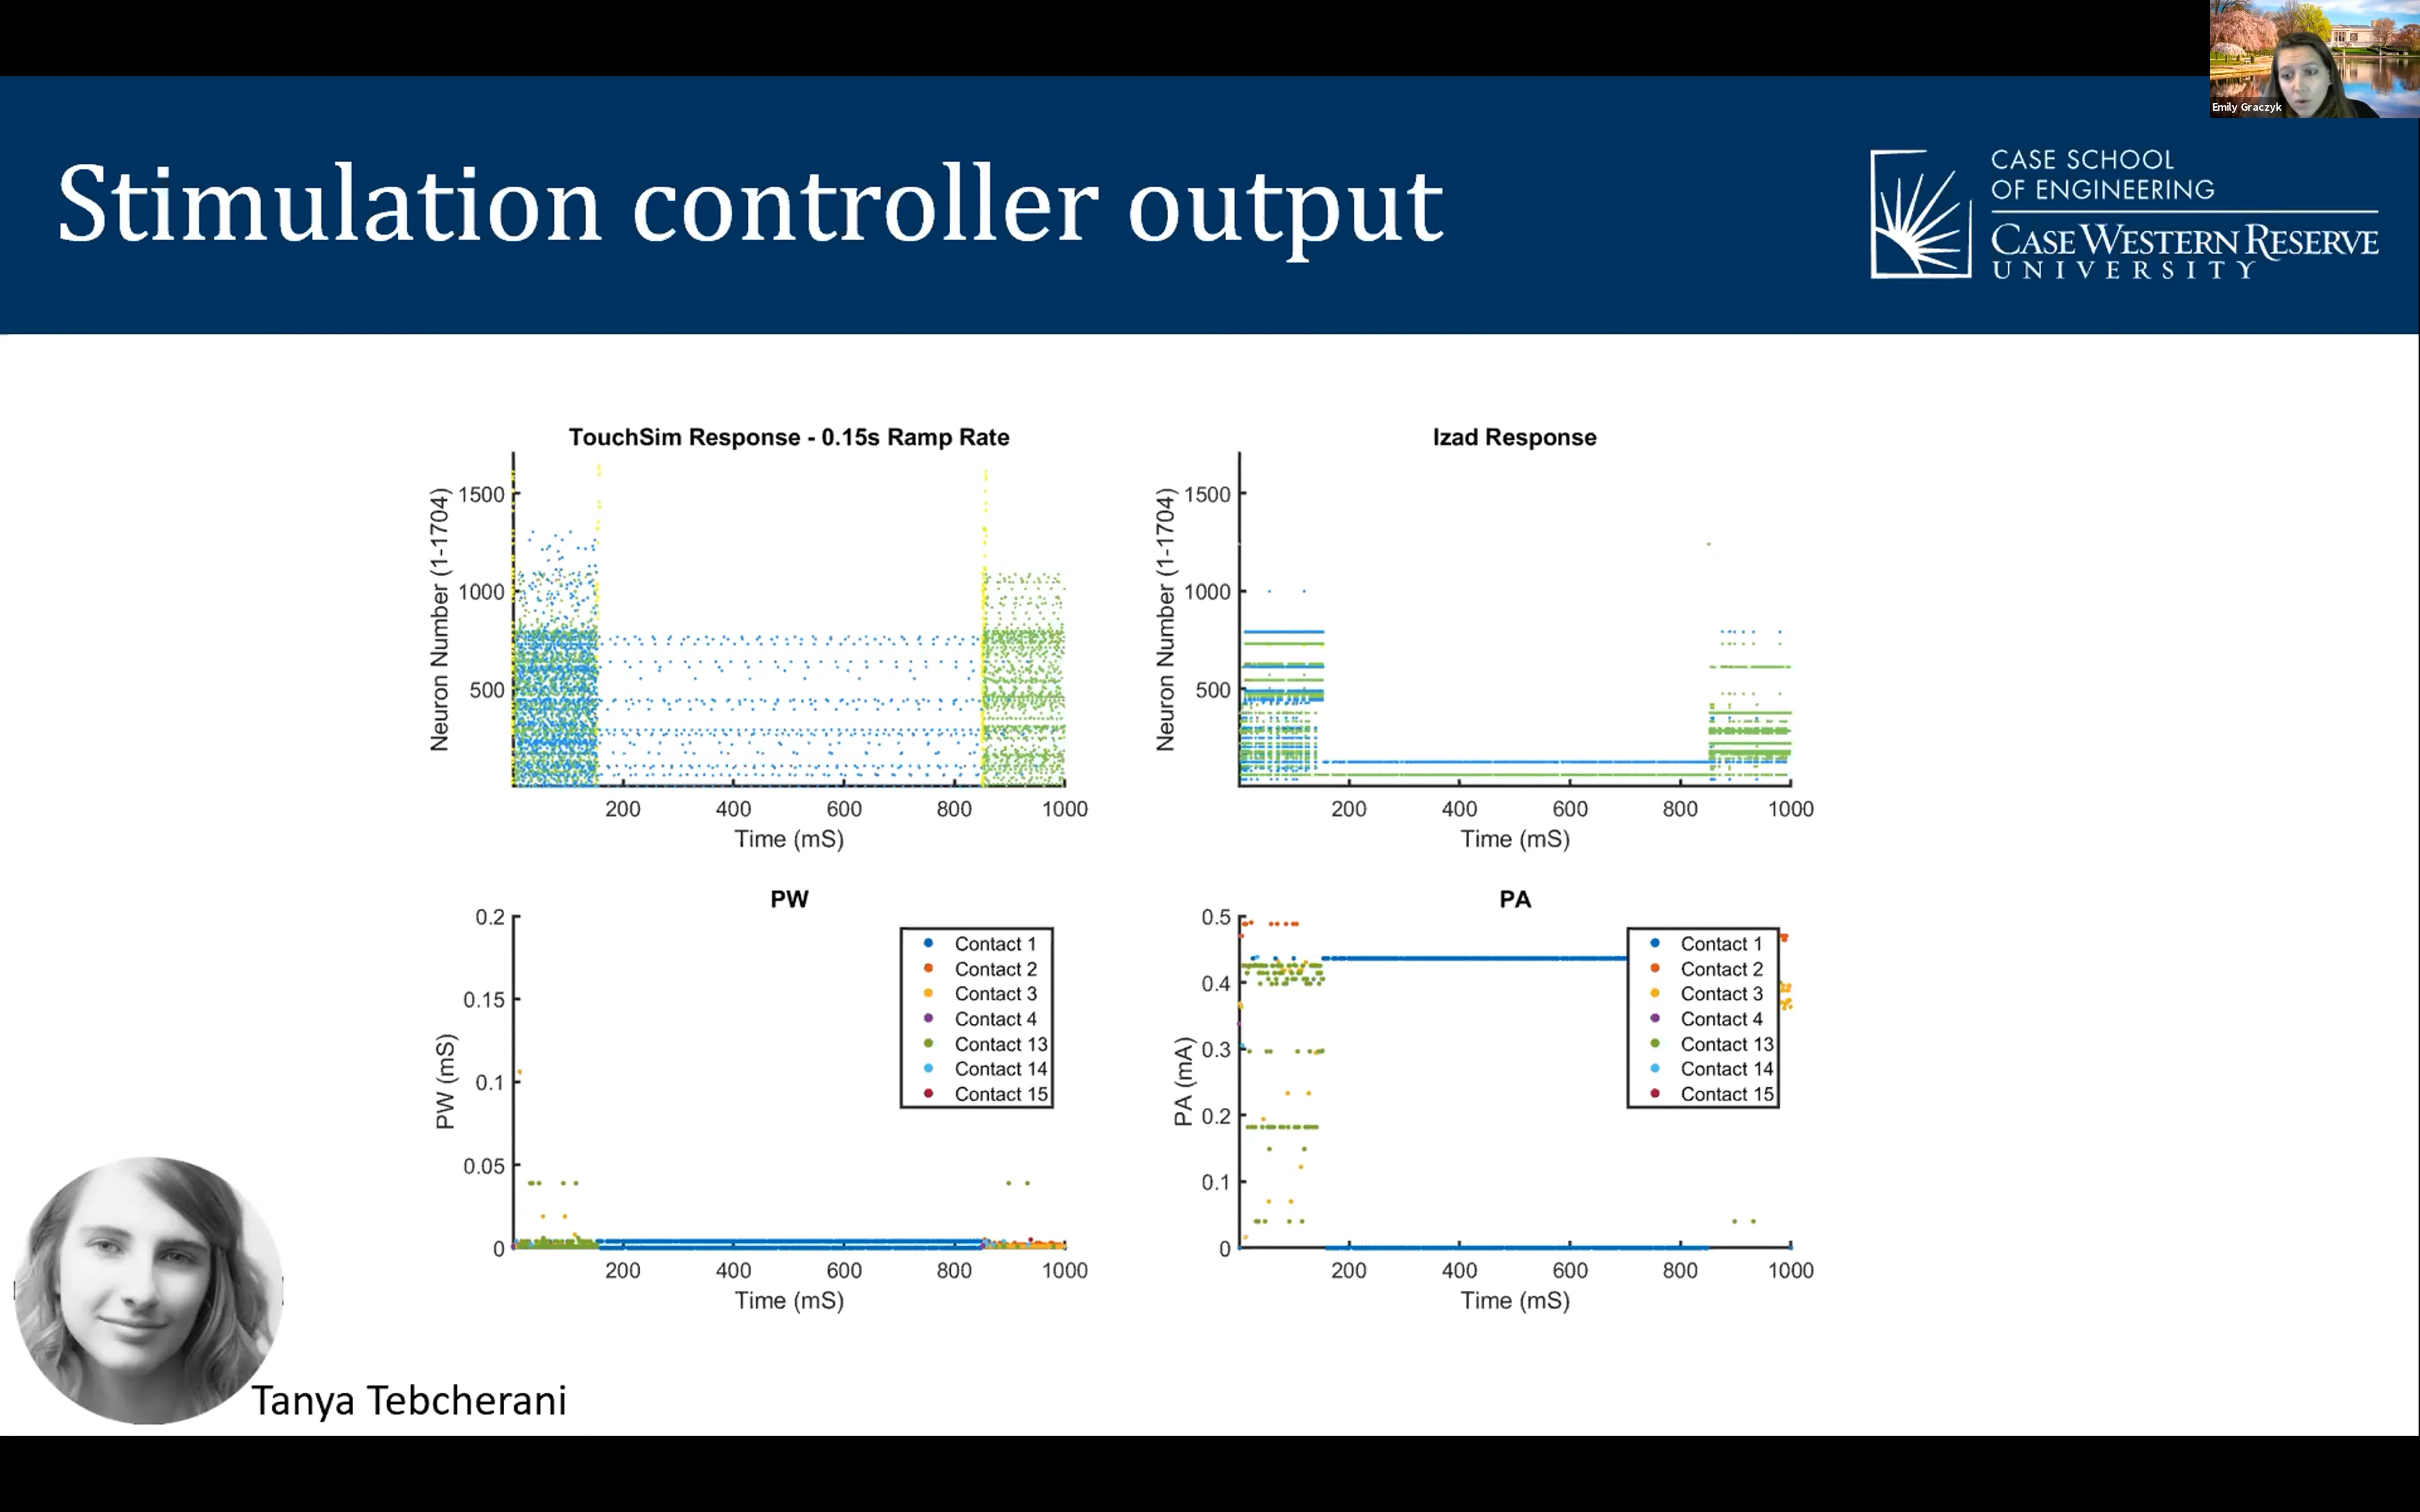 Emily Graczyk
Stimulation controller output
CASE SCHOOL
OF ENGINEERING
CASE WESTERN RESERVE
UNIVERSITY
TouchSim Response - 0.15s Ramp Rate
Neuron Number (1-1704)
1500
1000
500
200 400 600 800 1000
Time (mS)
Izad Response
Neuron Number (1-1704)
1500
1000
500
200 400 600 800 1000
Time (mS)
PW
PW (mS)
0.2
0.15
0.1
0.05
0
200 400 600 800 1000
Time (mS)
Contact 1
Contact 2
Contact 3
Contact 4
Contact 13
Contact 14
Contact 15
PA
PA (mA)
0.5
0.4
0.3
0.2
0.1
0
200 400 600 800 1000
Time (mS)
Contact 1
Contact 2
Contact 3
Contact 4
Contact 13
Contact 14
Contact 15
Tanya Tebcherani